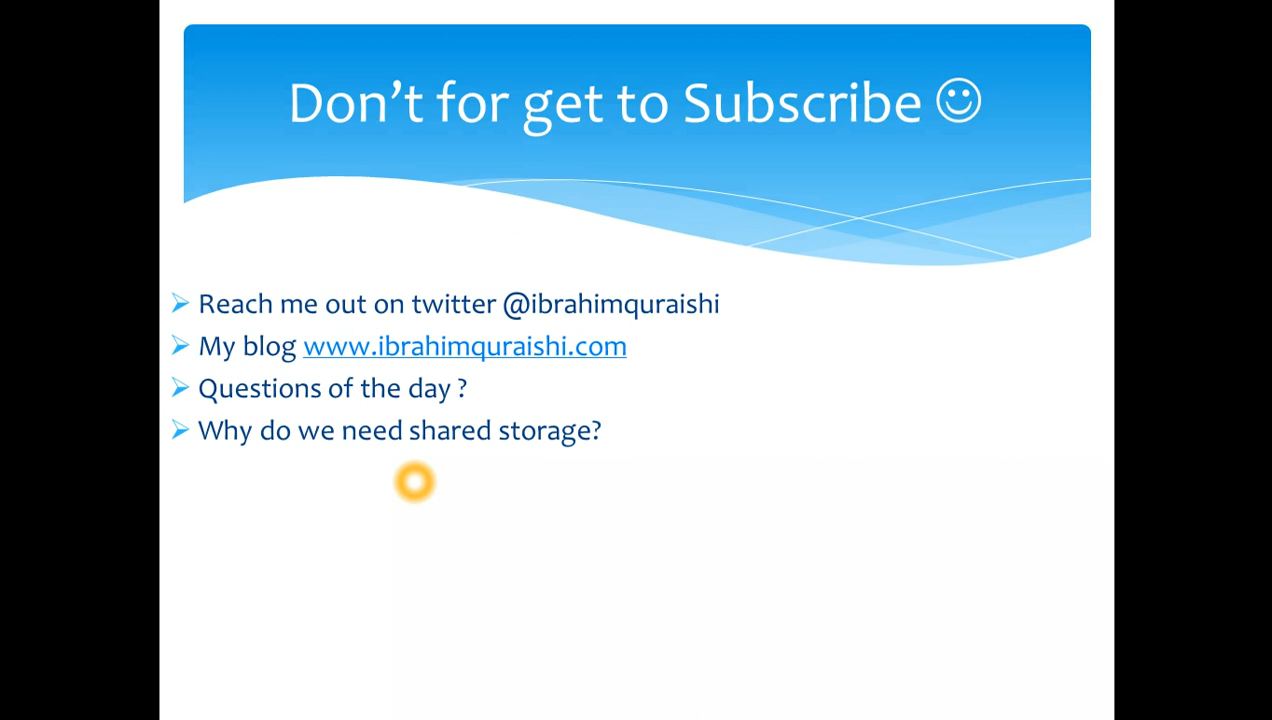 Don’t for get to Subscribe ☺
Reach me out on twitter @ibrahimquraishi
My blog www.ibrahimquraishi.com
Questions of the day ?
Why do we need shared storage?